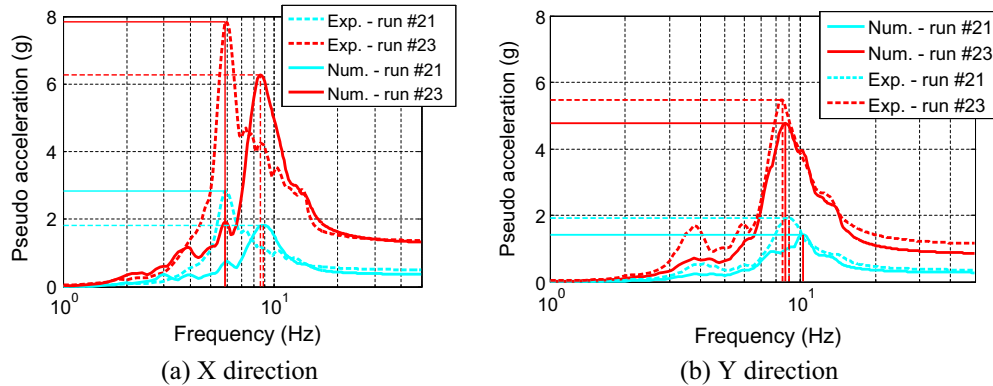 Pseudo acceleration (g)
8
6
4
2
0
10^0
10^1
Frequency (Hz)
Exp. - run #21
Exp. - run #23
Num. - run #21
Num. - run #23
(a) X direction
Pseudo acceleration (g)
8
6
4
2
0
10^0
10^1
Frequency (Hz)
Num. - run #21
Num. - run #23
Exp. - run #21
Exp. - run #23
(b) Y direction